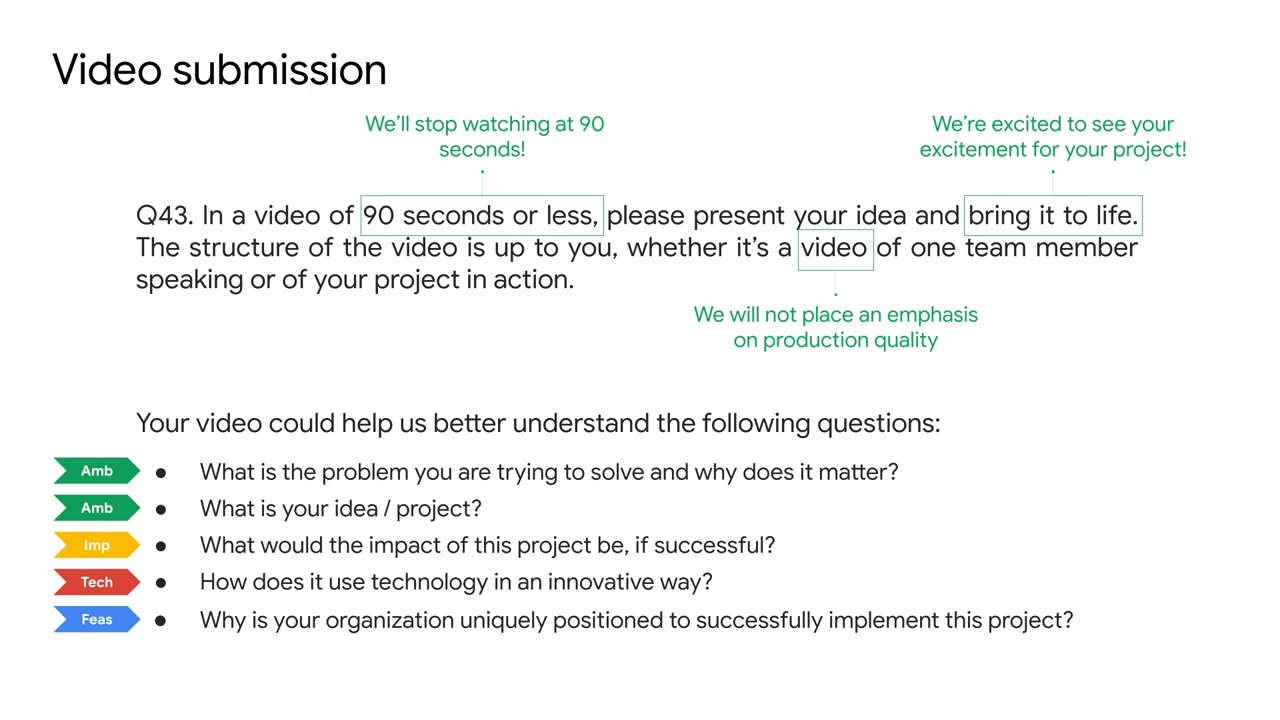 Video submission
We'll stop watching at 90
seconds!
We're excited to see your
excitement for your project!
Q43. In a video of 90 seconds or less, please present your idea and bring it to life.
The structure of the video is up to you, whether it's a video of one team member
speaking or of your project in action.
We will not place an emphasis
on production quality
Your video could help us better understand the following questions:
Amb ● What is the problem you are trying to solve and why does it matter?
Amb ● What is your idea / project?
Imp ● What would the impact of this project be, if successful?
Tech ● How does it use technology in an innovative way?
Feas ● Why is your organization uniquely positioned to successfully implement this project?